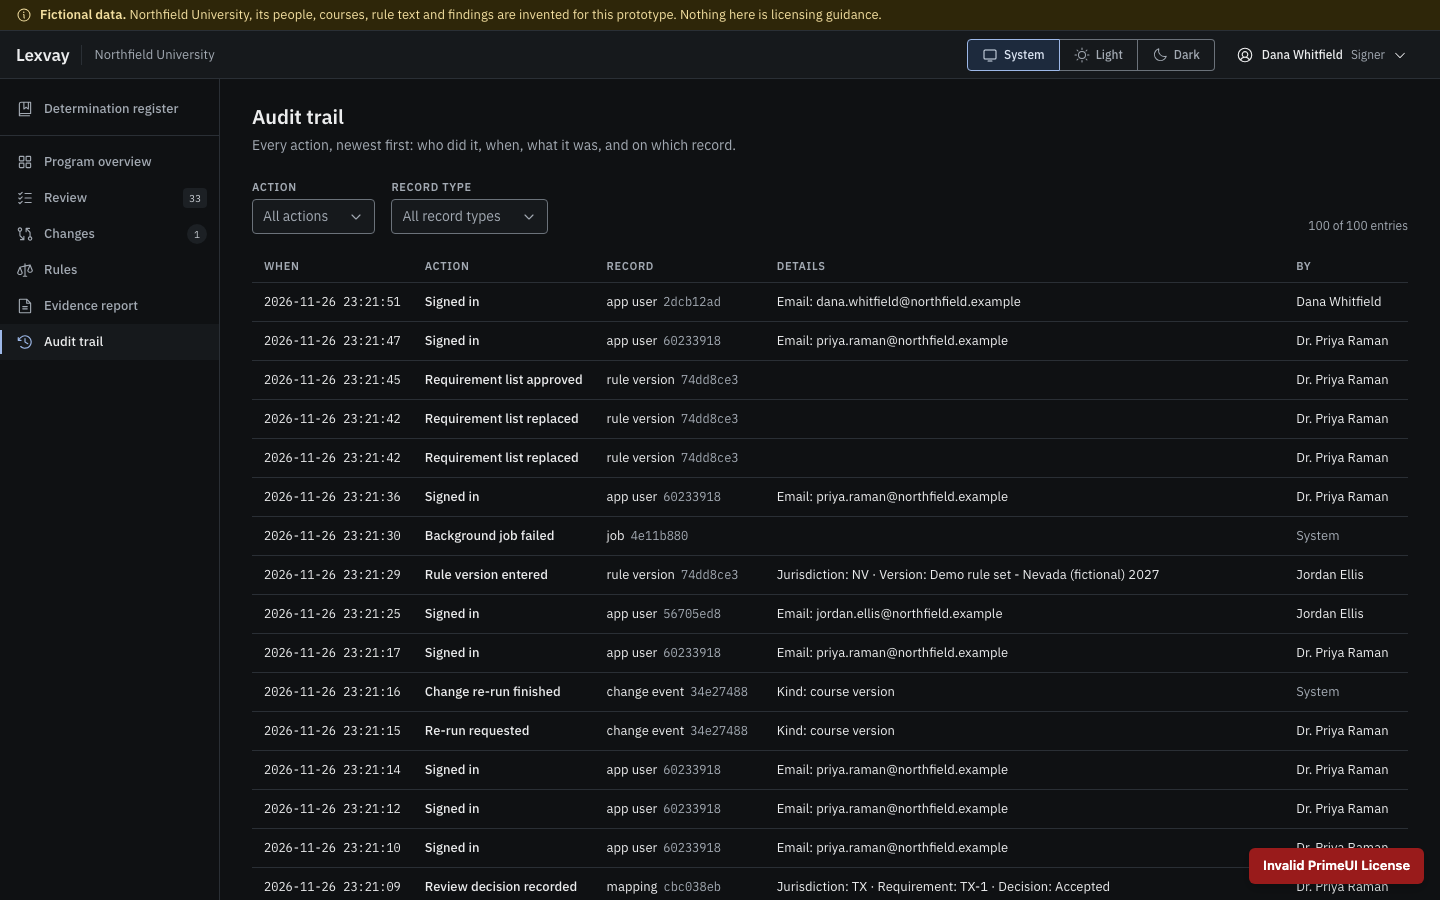 Fictional data. Northfield University, its people, courses, rule text and findings are invented for this prototype. Nothing here is licensing guidance.
Lexvay Northfield University System Light Dark Dana Whitfield Signer
Determination register
Program overview
Review 33
Changes 1
Rules
Evidence report
Audit trail
Audit trail
Every action, newest first: who did it, when, what it was, and on which record.
ACTION RECORD TYPE
All actions All record types
100 of 100 entries
WHEN ACTION RECORD DETAILS BY
2026-11-26 23:21:51 Signed in app user 2dcb12ad Email: dana.whitfield@northfield.example Dana Whitfield
2026-11-26 23:21:47 Signed in app user 60233918 Email: priya.raman@northfield.example Dr. Priya Raman
2026-11-26 23:21:45 Requirement list approved rule version 74dd8ce3 Dr. Priya Raman
2026-11-26 23:21:42 Requirement list replaced rule version 74dd8ce3 Dr. Priya Raman
2026-11-26 23:21:42 Requirement list replaced rule version 74dd8ce3 Dr. Priya Raman
2026-11-26 23:21:36 Signed in app user 60233918 Email: priya.raman@northfield.example Dr. Priya Raman
2026-11-26 23:21:30 Background job failed job 4e11b880 System
2026-11-26 23:21:29 Rule version entered rule version 74dd8ce3 Jurisdiction: NV · Version: Demo rule set - Nevada (fictional) 2027 Jordan Ellis
2026-11-26 23:21:25 Signed in app user 56705ed8 Email: jordan.ellis@northfield.example Jordan Ellis
2026-11-26 23:21:17 Signed in app user 60233918 Email: priya.raman@northfield.example Dr. Priya Raman
2026-11-26 23:21:16 Change re-run finished change event 34e27488 Kind: course version System
2026-11-26 23:21:15 Re-run requested change event 34e27488 Kind: course version Dr. Priya Raman
2026-11-26 23:21:14 Signed in app user 60233918 Email: priya.raman@northfield.example Dr. Priya Raman
2026-11-26 23:21:12 Signed in app user 60233918 Email: priya.raman@northfield.example Dr. Priya Raman
2026-11-26 23:21:10 Signed in app user 60233918 Email: priya.raman@northfield.example Dr. Priya Raman
Invalid PrimeUI License
2026-11-26 23:21:09 Review decision recorded mapping cbc038eb Jurisdiction: TX · Requirement: TX-1 · Decision: Accepted Dr. Priya Raman